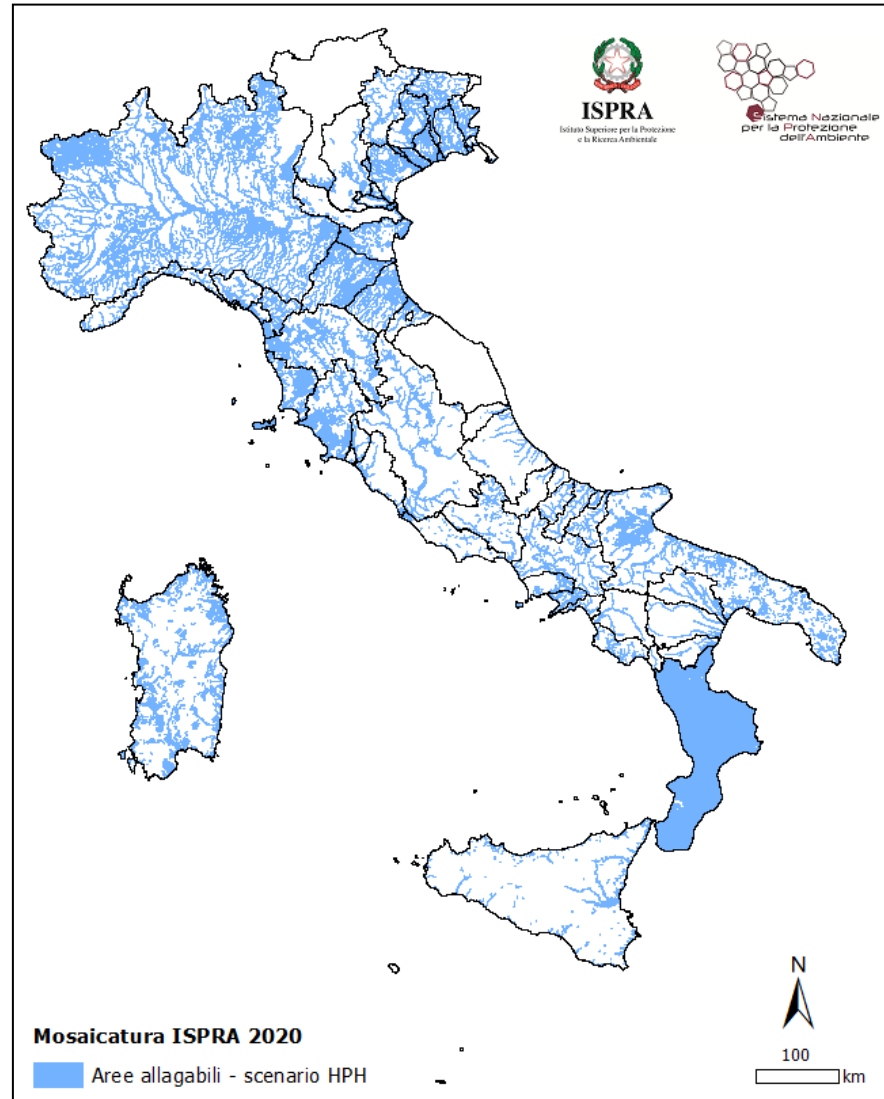 ISPRA
Istituto Superiore per la Protezione
e la Ricerca Ambientale
Sistema Nazionale
per la Protezione
dell'Ambiente
N
100
km
Mosaicatura ISPRA 2020
Aree allagabili - scenario HPH